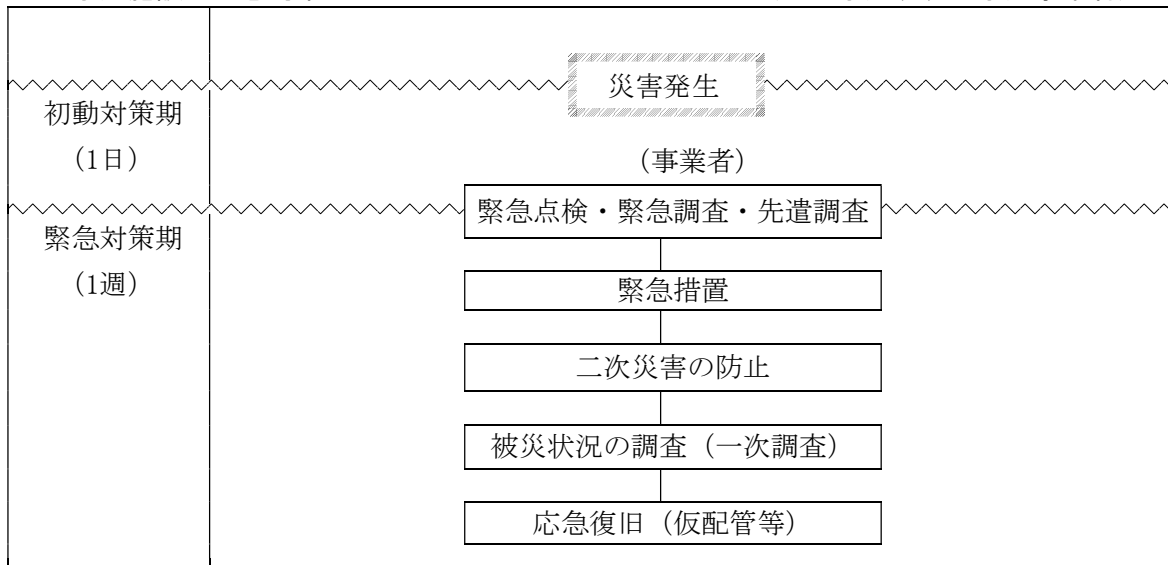 災害発生
初動対策期
（1日）
（事業者）
緊急点検・緊急調査・先遣調査
緊急対策期
（1週）
緊急措置
二次災害の防止
被災状況の調査（一次調査）
応急復旧（仮配管等）